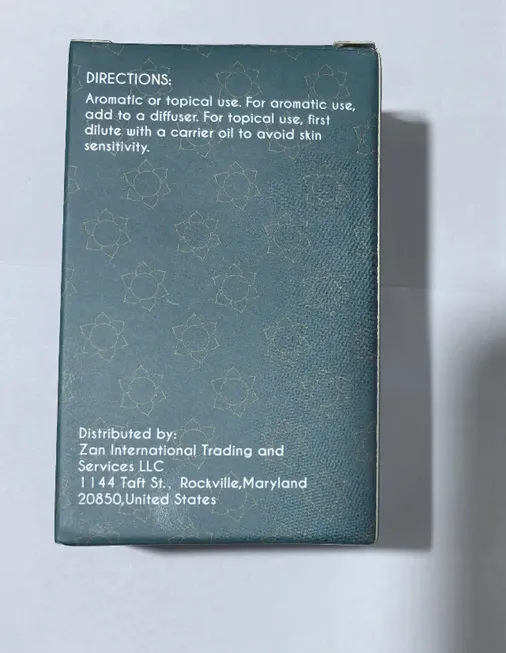 DIRECTIONS:
Aromatic or topical use. For aromatic use,
add to a diffuser. For topical use, first
dilute with a carrier oil to avoid skin
sensitivity.
Distributed by:
Zan International Trading and
Services LLC
1144 Taft St., Rockville,Maryland
20850,United States